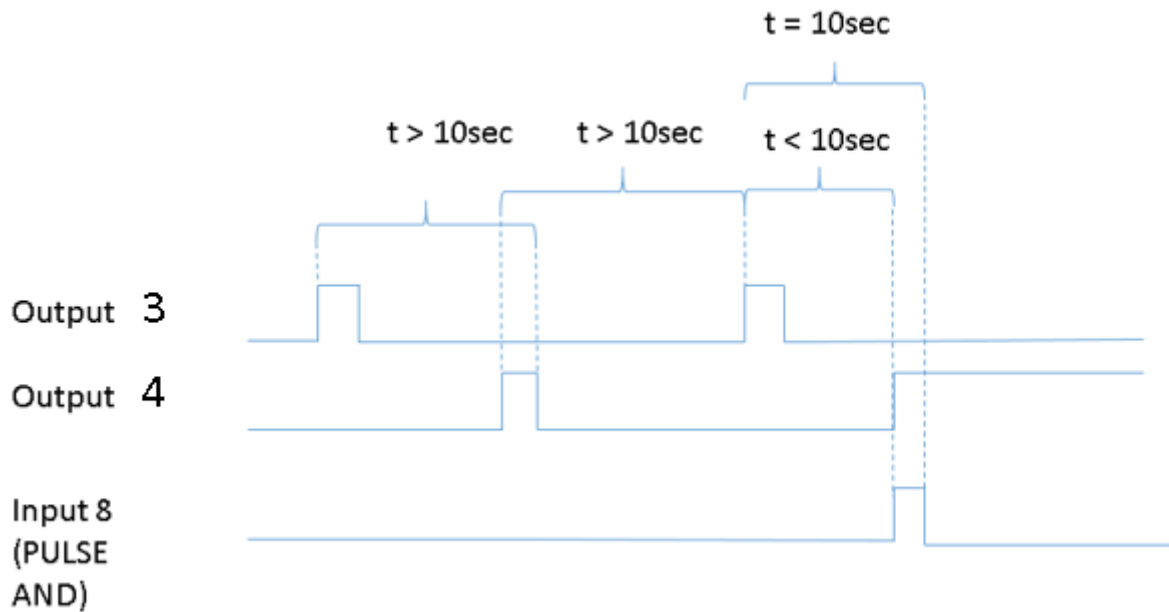 t = 10sec
t > 10sec
t > 10sec
t < 10sec
Output 3
Output 4
Input 8
(PULSE
AND)